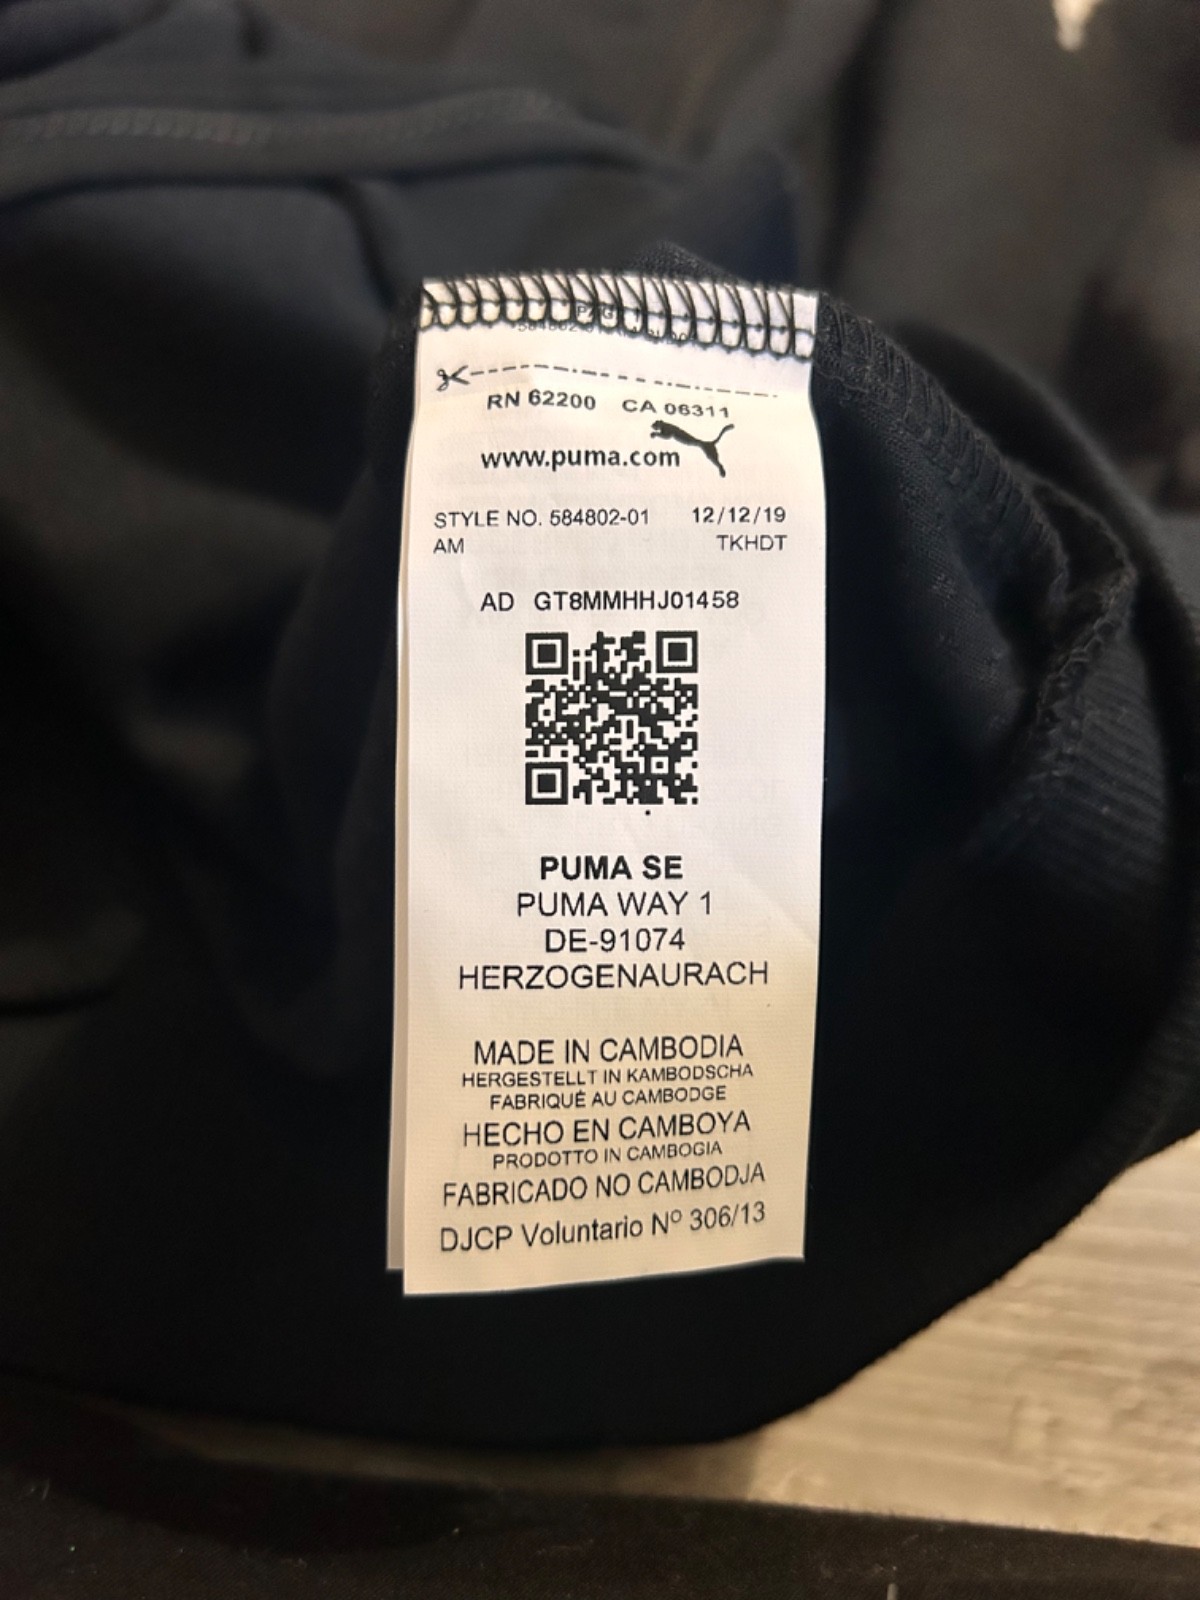 RN 62200 CA 06311
www.puma.com
STYLE NO. 584802-01 12/12/19
AM TKHDT
AD GT8MMHHJ01458
PUMA SE
PUMA WAY 1
DE-91074
HERZOGENAURACH
MADE IN CAMBODIA
HERGESTELLT IN KAMBODSCHA
FABRIQUÉ AU CAMBODGE
HECHO EN CAMBOYA
PRODOTTO IN CAMBOGIA
FABRICADO NO CAMBODJA
DJCP Voluntario Nº 306/13